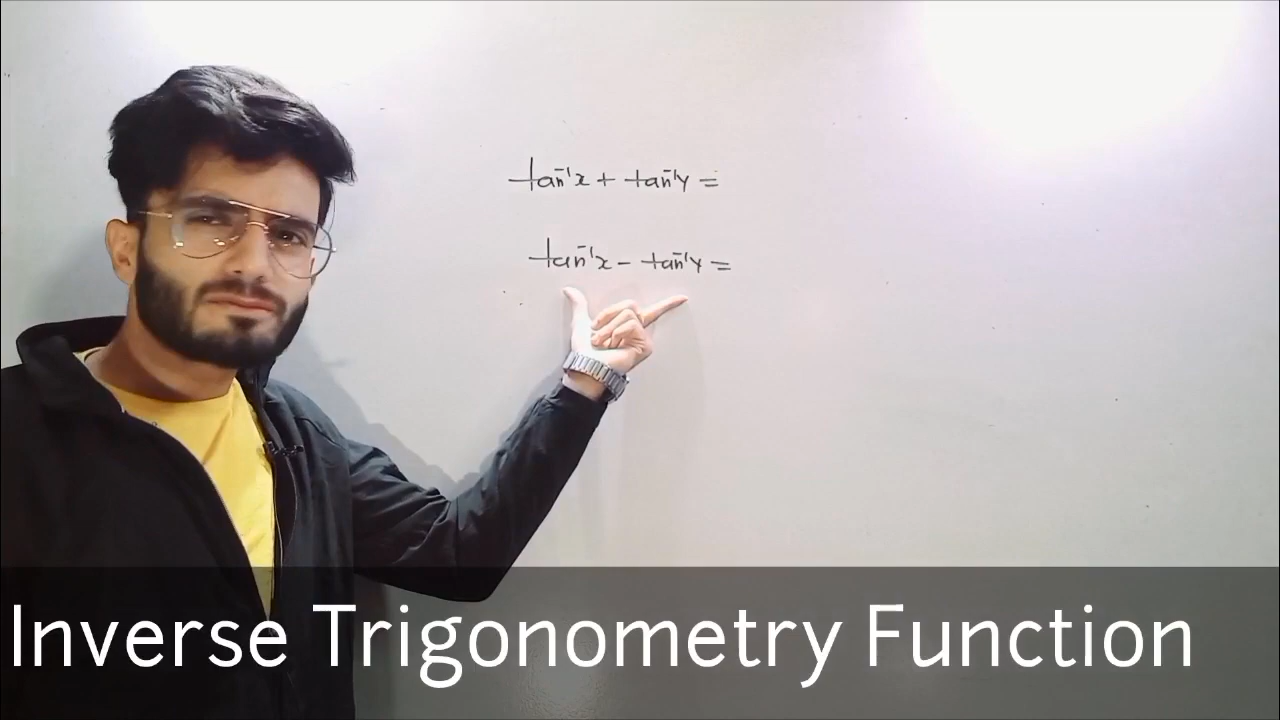 tan⁻¹x + tan⁻¹y =
tan⁻¹x - tan⁻¹y =
Inverse Trigonometry Function